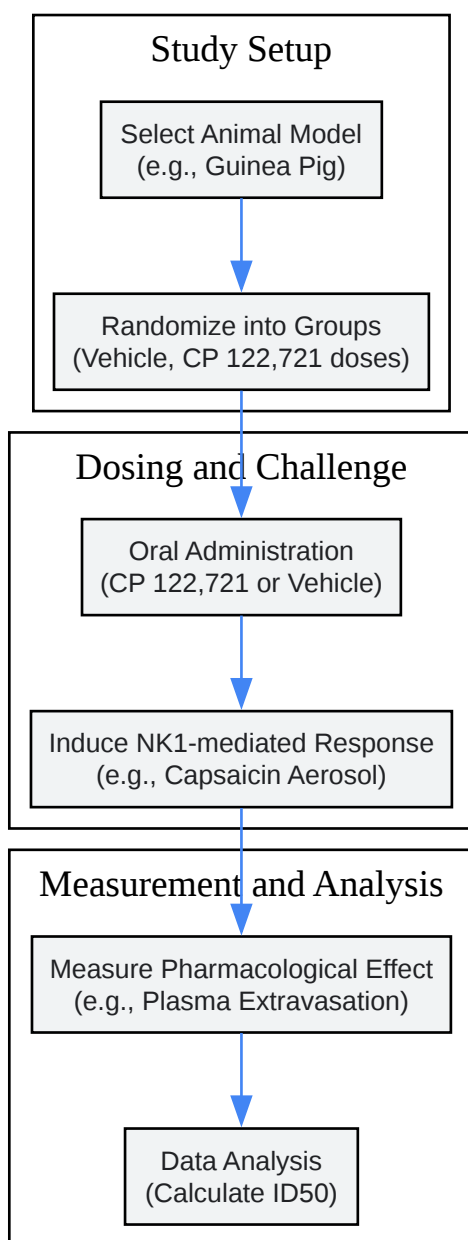 Study Setup
Select Animal Model
(e.g., Guinea Pig)
Randomize into Groups
(Vehicle, CP 122,721 doses)
Dosing and Challenge
Oral Administration
(CP 122,721 or Vehicle)
Induce NK1-mediated Response
(e.g., Capsaicin Aerosol)
Measurement and Analysis
Measure Pharmacological Effect
(e.g., Plasma Extravasation)
Data Analysis
(Calculate ID50)